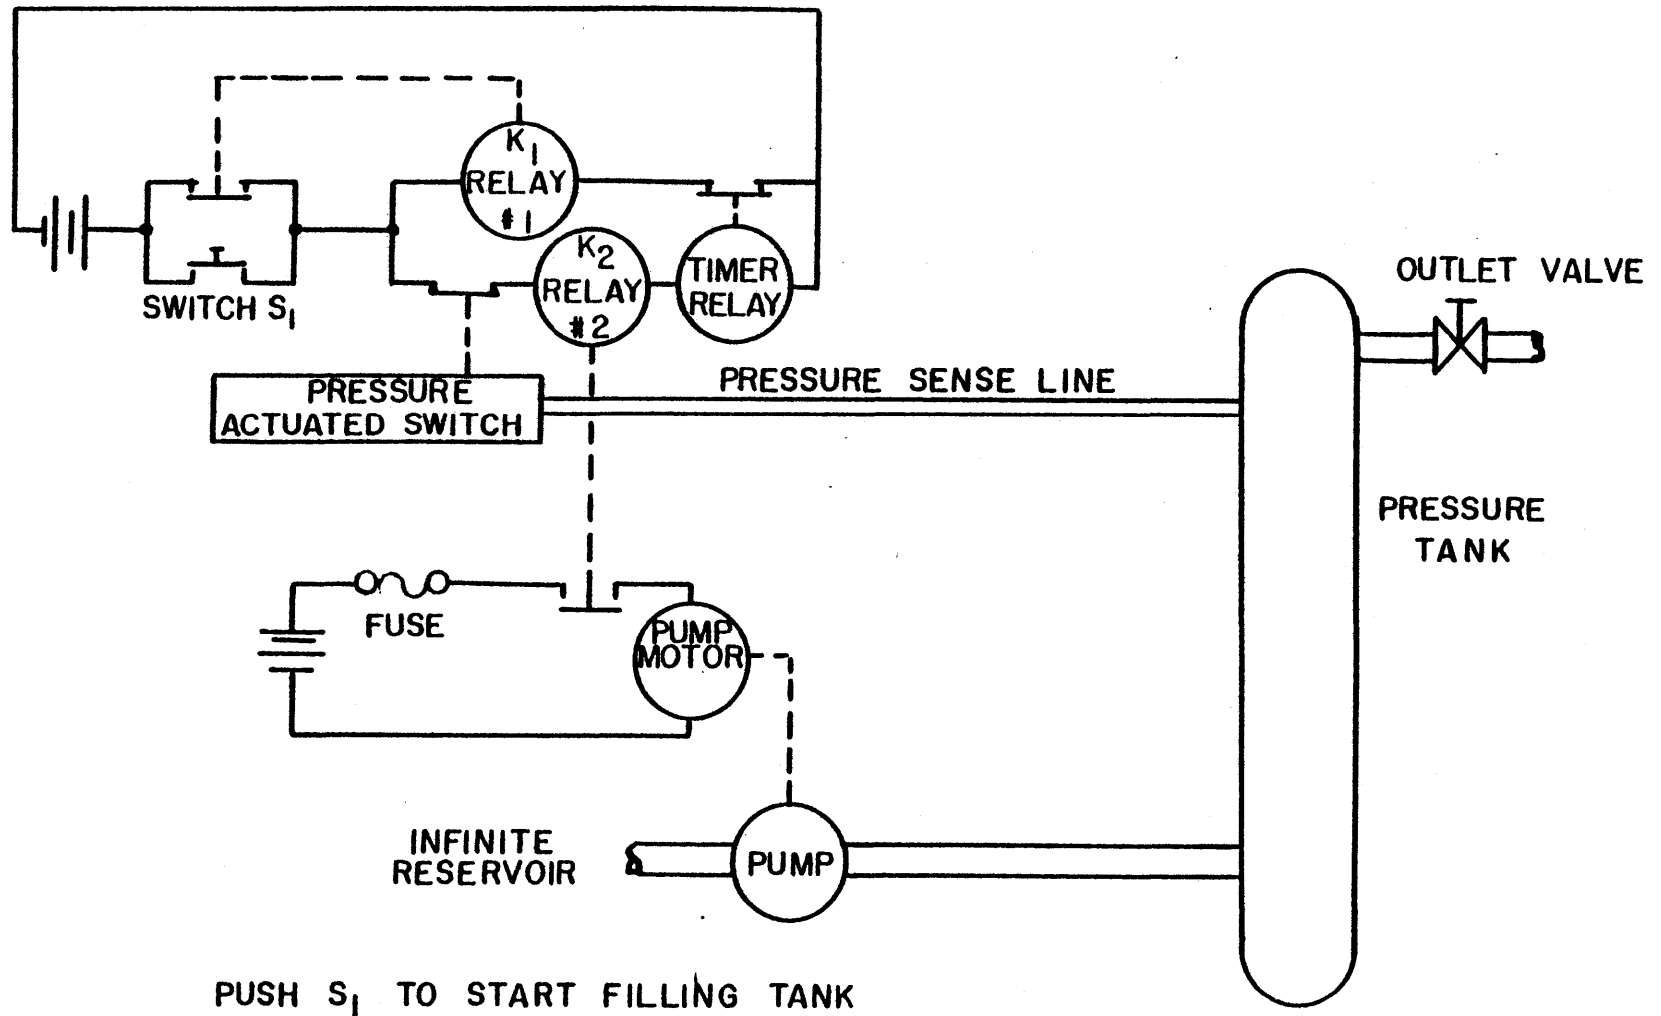 K1
RELAY
#1
K2
RELAY
#2
TIMER
RELAY
SWITCH S1
OUTLET VALVE
PRESSURE
ACTUATED SWITCH
PRESSURE SENSE LINE
PRESSURE
TANK
FUSE
PUMP
MOTOR
INFINITE
RESERVOIR
PUMP
PUSH S1 TO START FILLING TANK